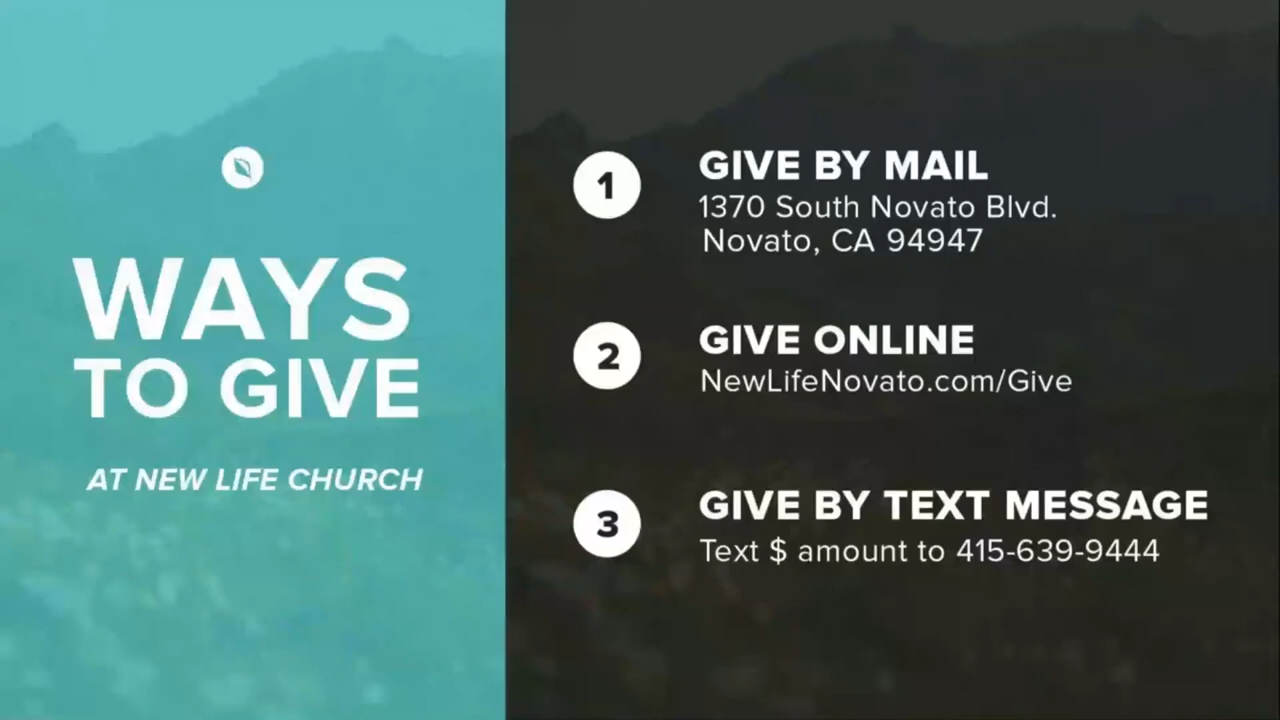 WAYS
TO GIVE
AT NEW LIFE CHURCH
1
GIVE BY MAIL
1370 South Novato Blvd.
Novato, CA 94947
2
GIVE ONLINE
NewLifeNovato.com/Give
3
GIVE BY TEXT MESSAGE
Text $ amount to 415-639-9444